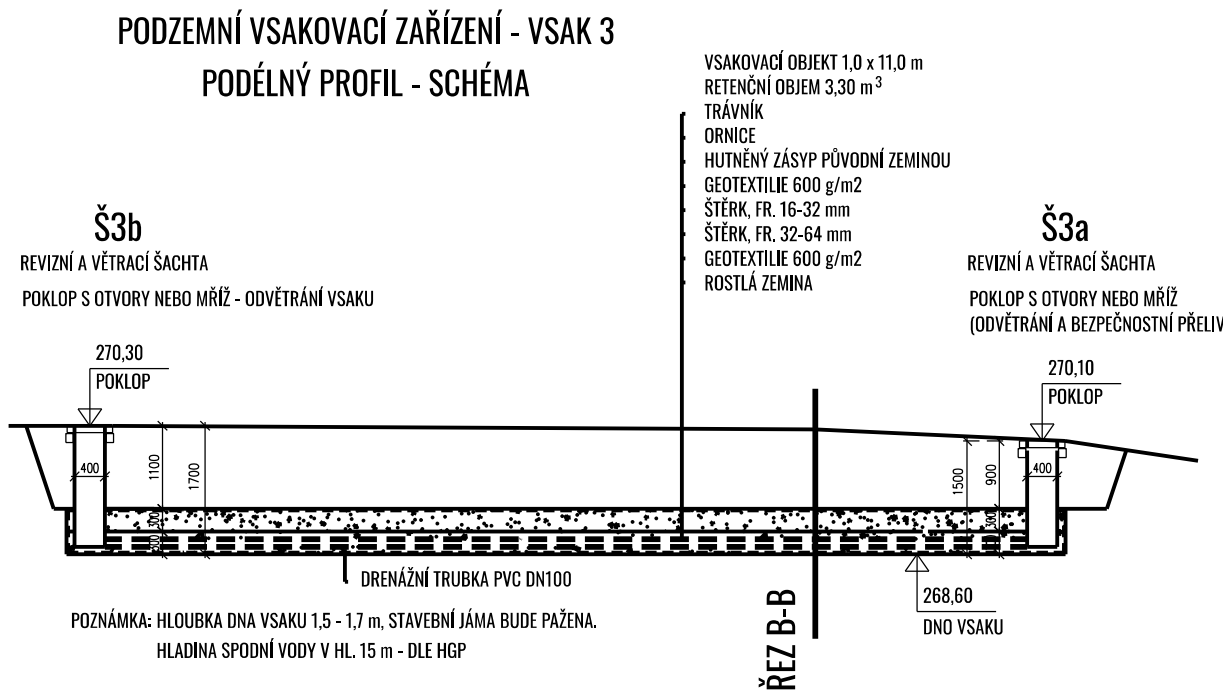 PODZEMNÍ VSAKOVACÍ ZAŘÍZENÍ - VSAK 3
PODÉLNÝ PROFIL - SCHÉMA
VSAKOVACÍ OBJEKT 1,0 x 11,0 m
RETENČNÍ OBJEM 3,30 m³
TRÁVNÍK
ORNICE
HUTNĚNÝ ZÁSYP PŮVODNÍ ZEMINOU
GEOTEXTILIE 600 g/m2
ŠTĚRK, FR. 16-32 mm
ŠTĚRK, FR. 32-64 mm
GEOTEXTILIE 600 g/m2
ROSTLÁ ZEMINA
Š3b
REVIZNÍ A VĚTRACÍ ŠACHTA
POKLOP S OTVORY NEBO MŘÍŽ - ODVĚTRÁNÍ VSAKU
270,30
POKLOP
Š3a
REVIZNÍ A VĚTRACÍ ŠACHTA
POKLOP S OTVORY NEBO MŘÍŽ
(ODVĚTRÁNÍ A BEZPEČNOSTNÍ PŘELIV
270,10
POKLOP
400
1100
1700
300
300
1500
900
400
DRENÁŽNÍ TRUBKA PVC DN100
268,60
DNO VSAKU
ŘEZ B-B
POZNÁMKA: HLOUBKA DNA VSAKU 1,5 - 1,7 m, STAVEBNÍ JÁMA BUDE PAŽENA.
HLADINA SPODNÍ VODY V HL. 15 m - DLE HGP